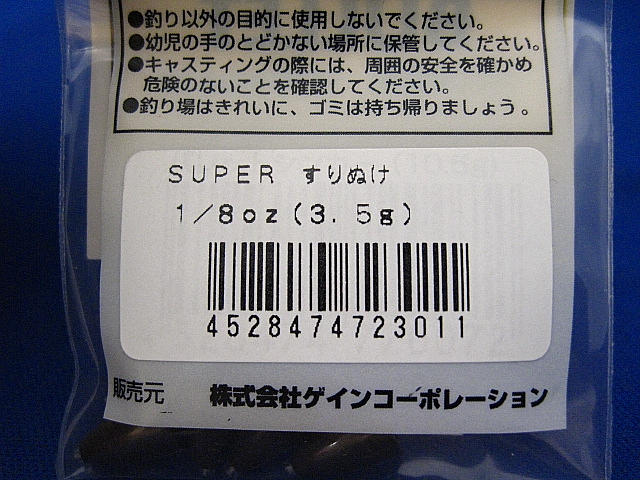 ●釣り以外の目的に使用しないでください。
●幼児の手のとどかない場所に保管してください。
●キャスティングの際には、周囲の安全を確かめ
危険のないことを確認してください。
●釣り場はきれいに、ゴミは持ち帰りましょう。
SUPER すりぬけ
1/8oz(3.5g)
4528474723011
販売元 株式会社ゲインコーポレーション